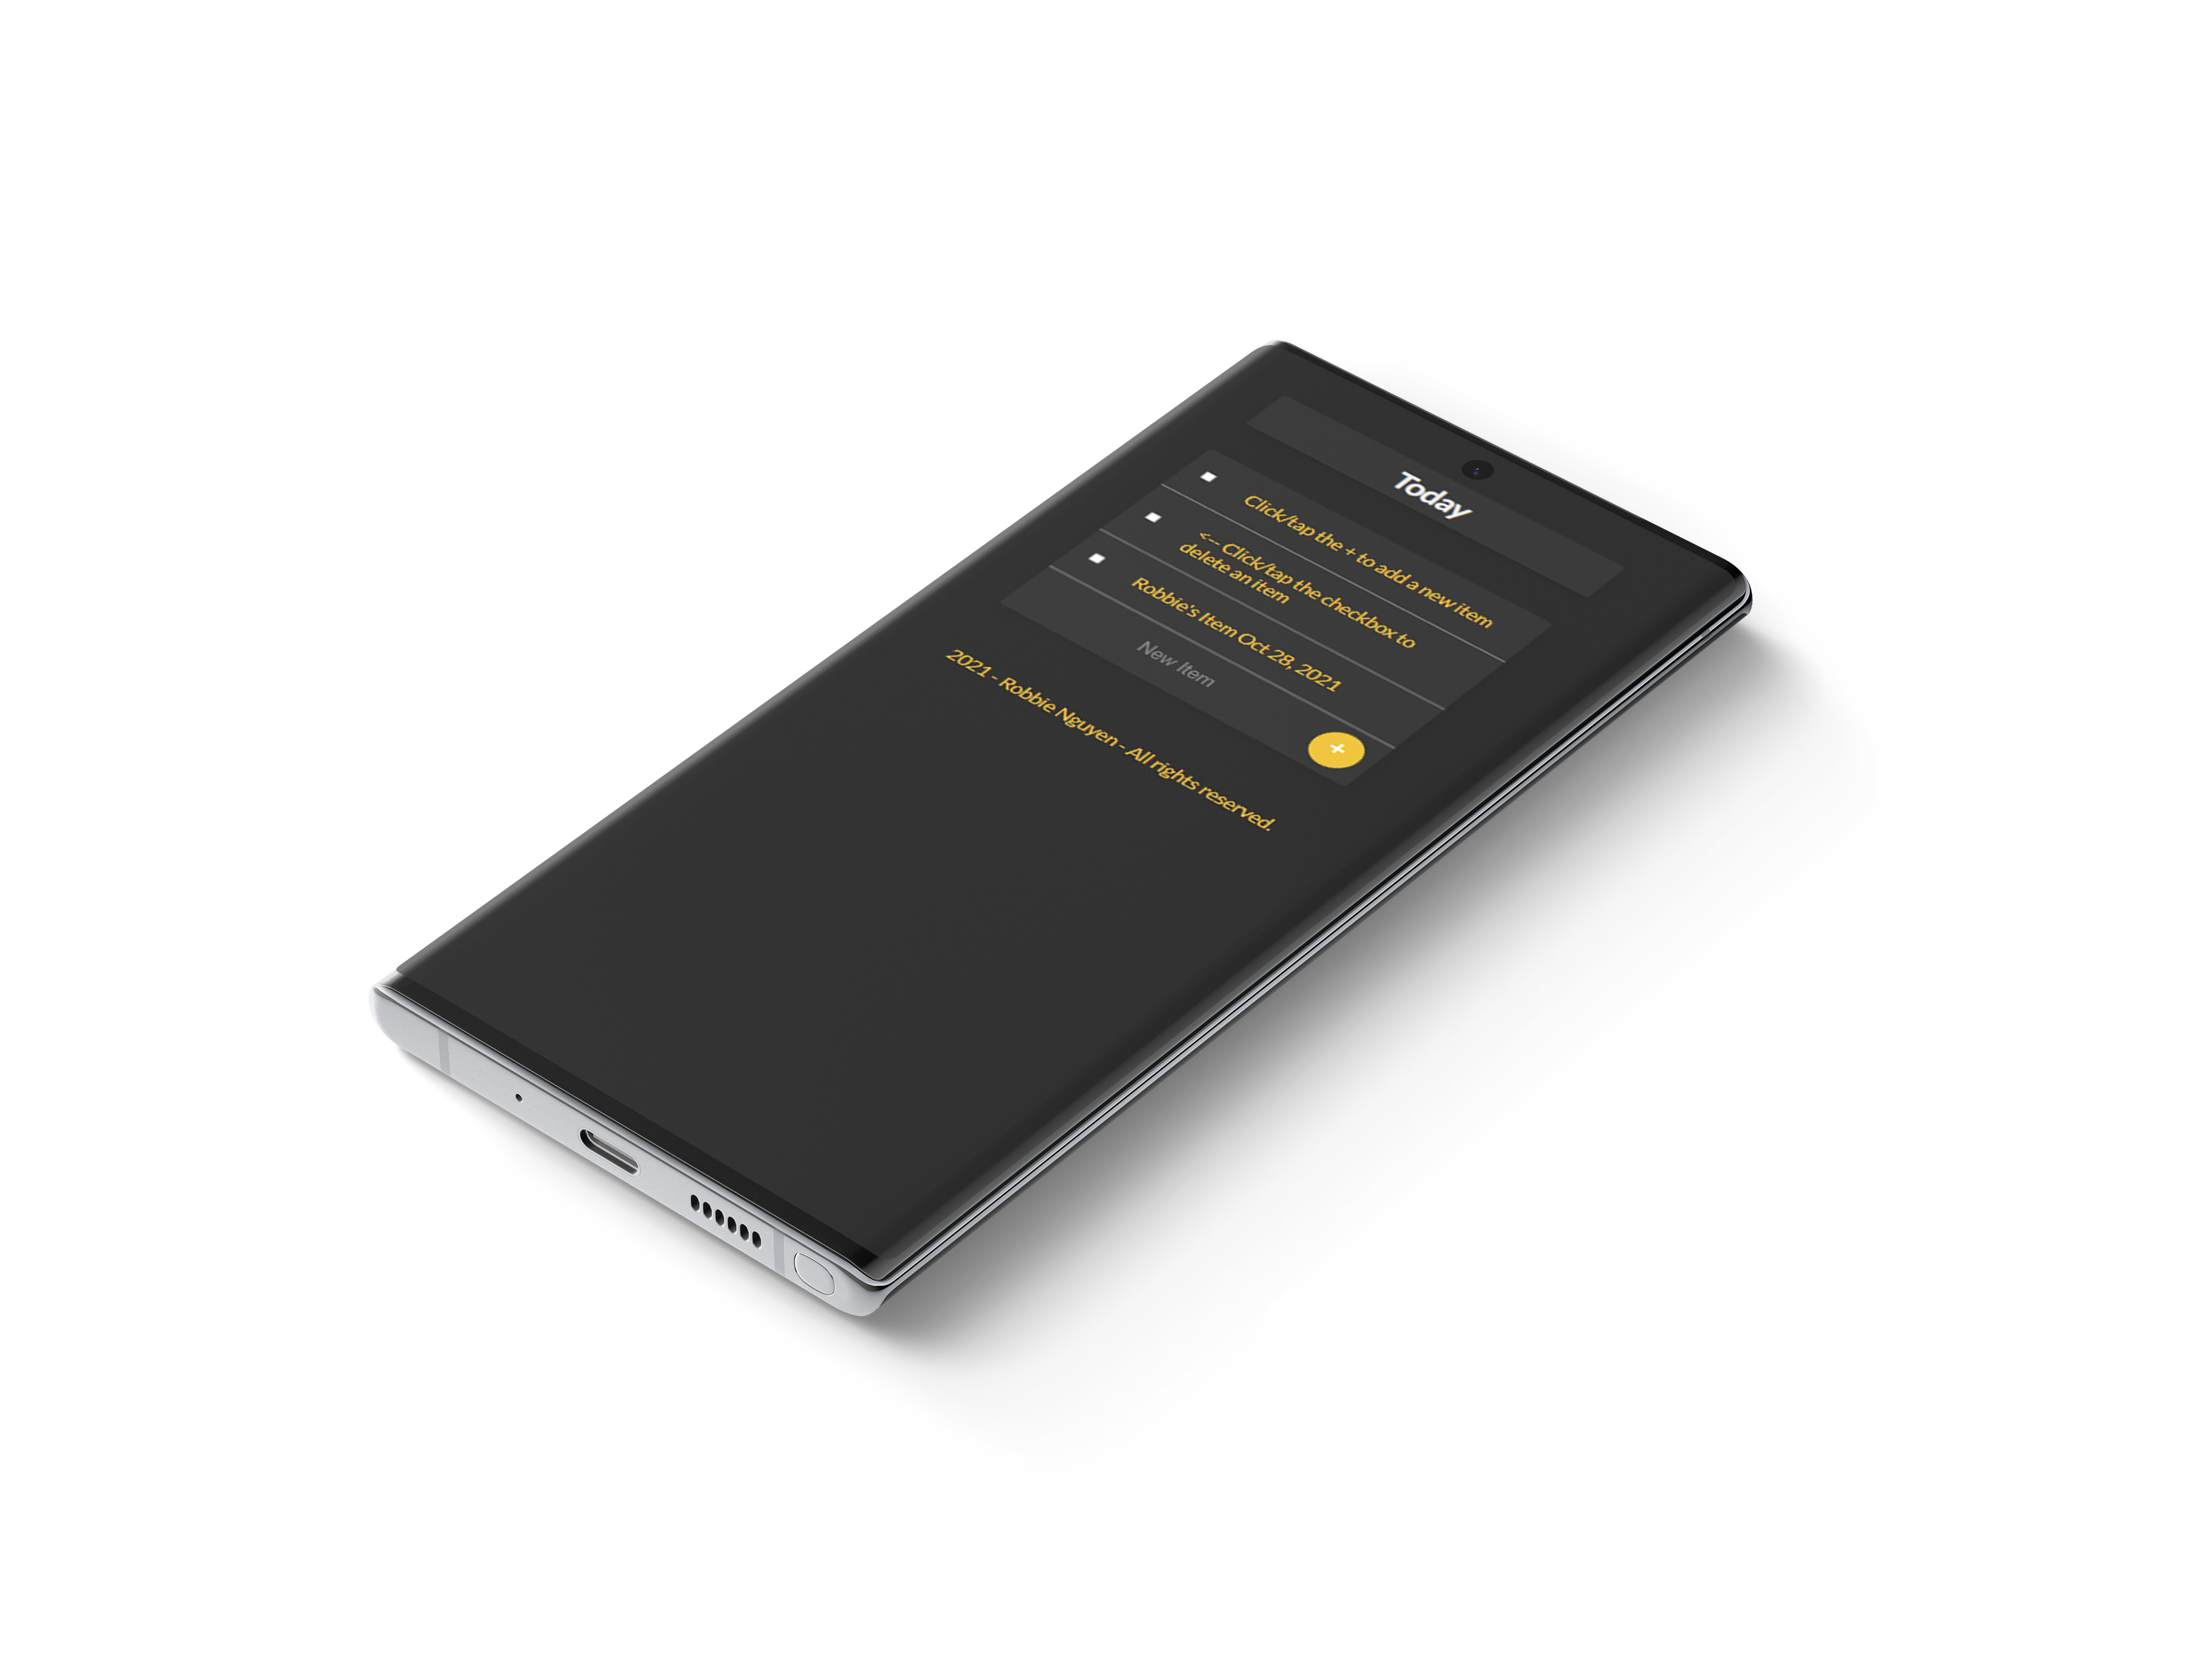 Today
Click/tap the + to add a new item
<-- Click/tap the checkbox to
delete an item
Robbie's Item Oct 28, 2021
New Item
+
2021 - Robbie Nguyen - All rights reserved.